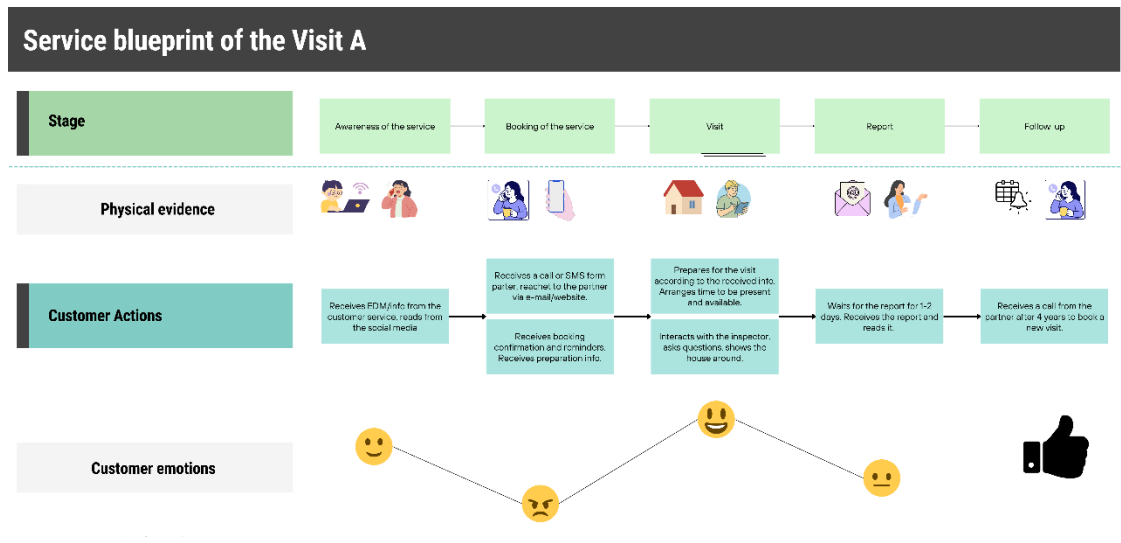 Service blueprint of the Visit A
Stage
Awareness of the service
Booking of the service
Visit
Report
Follow up
Physical evidence
Customer Actions
Receives EDM/info from the
customer service, reads from
the social media
Receives a call or SMS form
parter, reachet to the partner
via e-mail/website.
Receives booking
confirmation and reminders.
Receives preparation info.
Prepares for the visit
according to the received info.
Arranges time to be present
and available.
Interacts with the inspector,
asks questions, shows the
house around.
Waits for the report for 1-2
days. Receives the report and
reads it.
Receives a call from the
partner after 4 years to book a
new visit.
Customer emotions